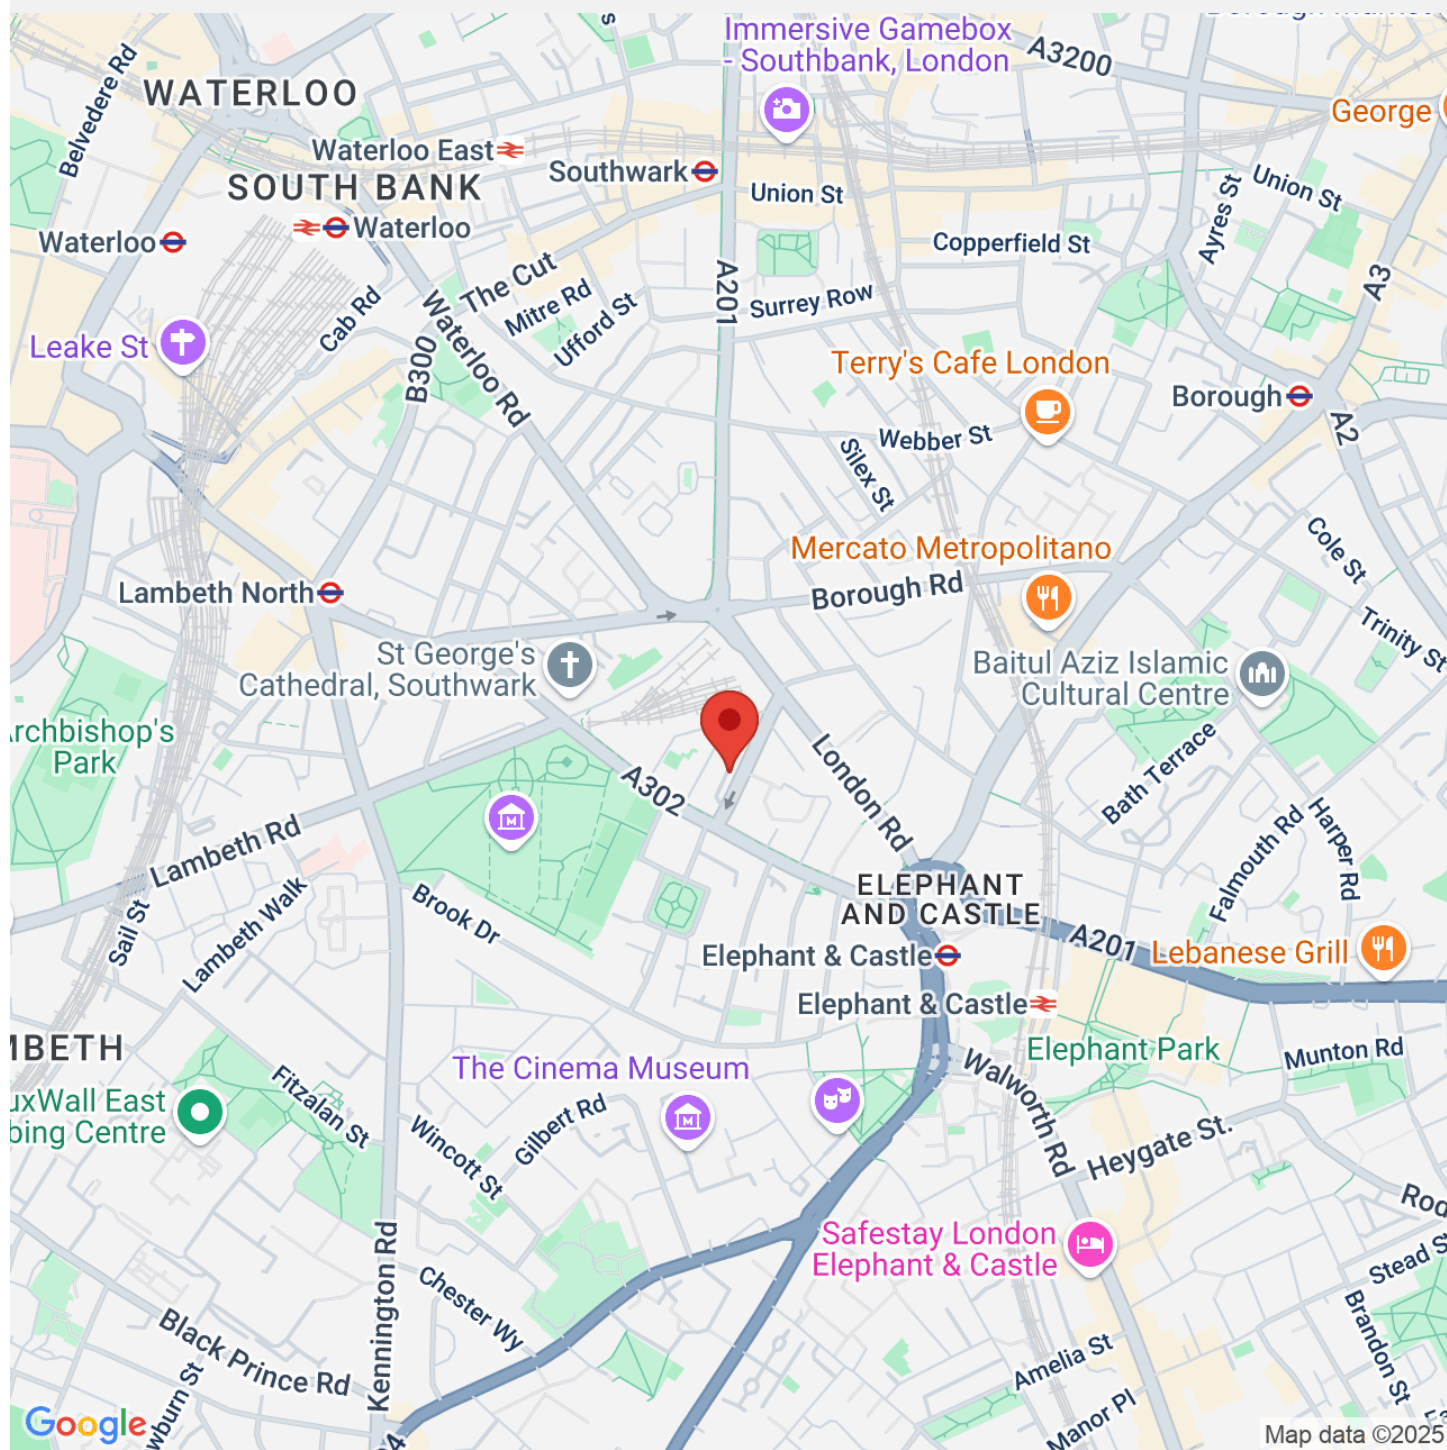 Immersive Gamebox
- Southbank, London
A3200
George
WATERLOO
Belvedere Rd
Waterloo East
Southwark
SOUTH BANK
Union St
Union St
Ayres St
Waterloo
Waterloo
Copperfield St
The Cut
A201
A3
Mitre Rd
Surrey Row
Cab Rd
Ufford St
Waterloo Rd
Leake St
B300
Terry's Cafe London
Borough
A2
Webber St
Silex St
Mercato Metropolitano
Cole St
Lambeth North
Borough Rd
Trinity St
St George's
Cathedral, Southwark
Baitul Aziz Islamic
Cultural Centre
Archbishop's
Park
A302
London Rd
Bath Terrace
Lambeth Rd
Falmouth Rd
Harper Rd
ELEPHANT
AND CASTLE
Sail St
Lambeth Walk
Brook Dr
Elephant & Castle
A201
Lebanese Grill
Elephant & Castle
MBETH
The Cinema Museum
Elephant Park
Munton Rd
uxWall East
bing Centre
Fitzalan St
Gilbert Rd
Wincott St
Walworth Rd
Heygate St.
Rod
Safestay London
Elephant & Castle
Kennington Rd
Chester Wy
Stead S
Brandon St
Black Prince Rd
Amelia St
Manor Pl
wburn St
Google
Map data ©2025